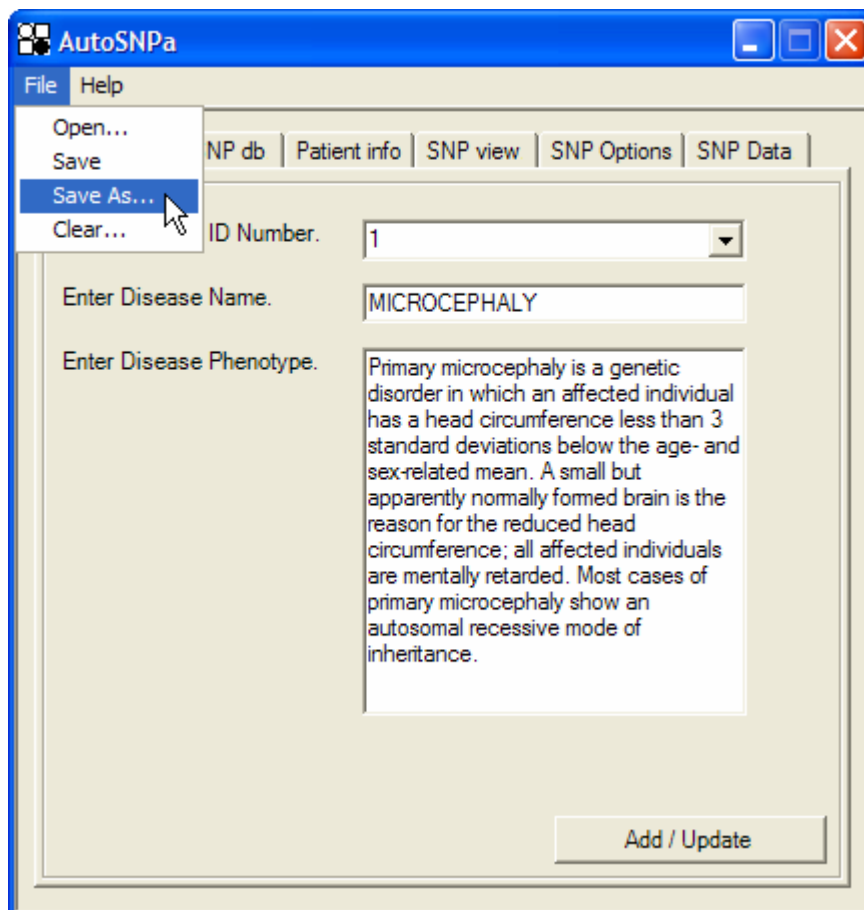 AutoSNPa
File Help
Open...
Save
Save As...
Clear...
NP db Patient info SNP view SNP Options SNP Data
ID Number.
1
Enter Disease Name.
MICROCEPHALY
Enter Disease Phenotype.
Primary microcephaly is a genetic
disorder in which an affected individual
has a head circumference less than 3
standard deviations below the age- and
sex-related mean. A small but
apparently normally formed brain is the
reason for the reduced head
circumference; all affected individuals
are mentally retarded. Most cases of
primary microcephaly show an
autosomal recessive mode of
inheritance.
Add / Update